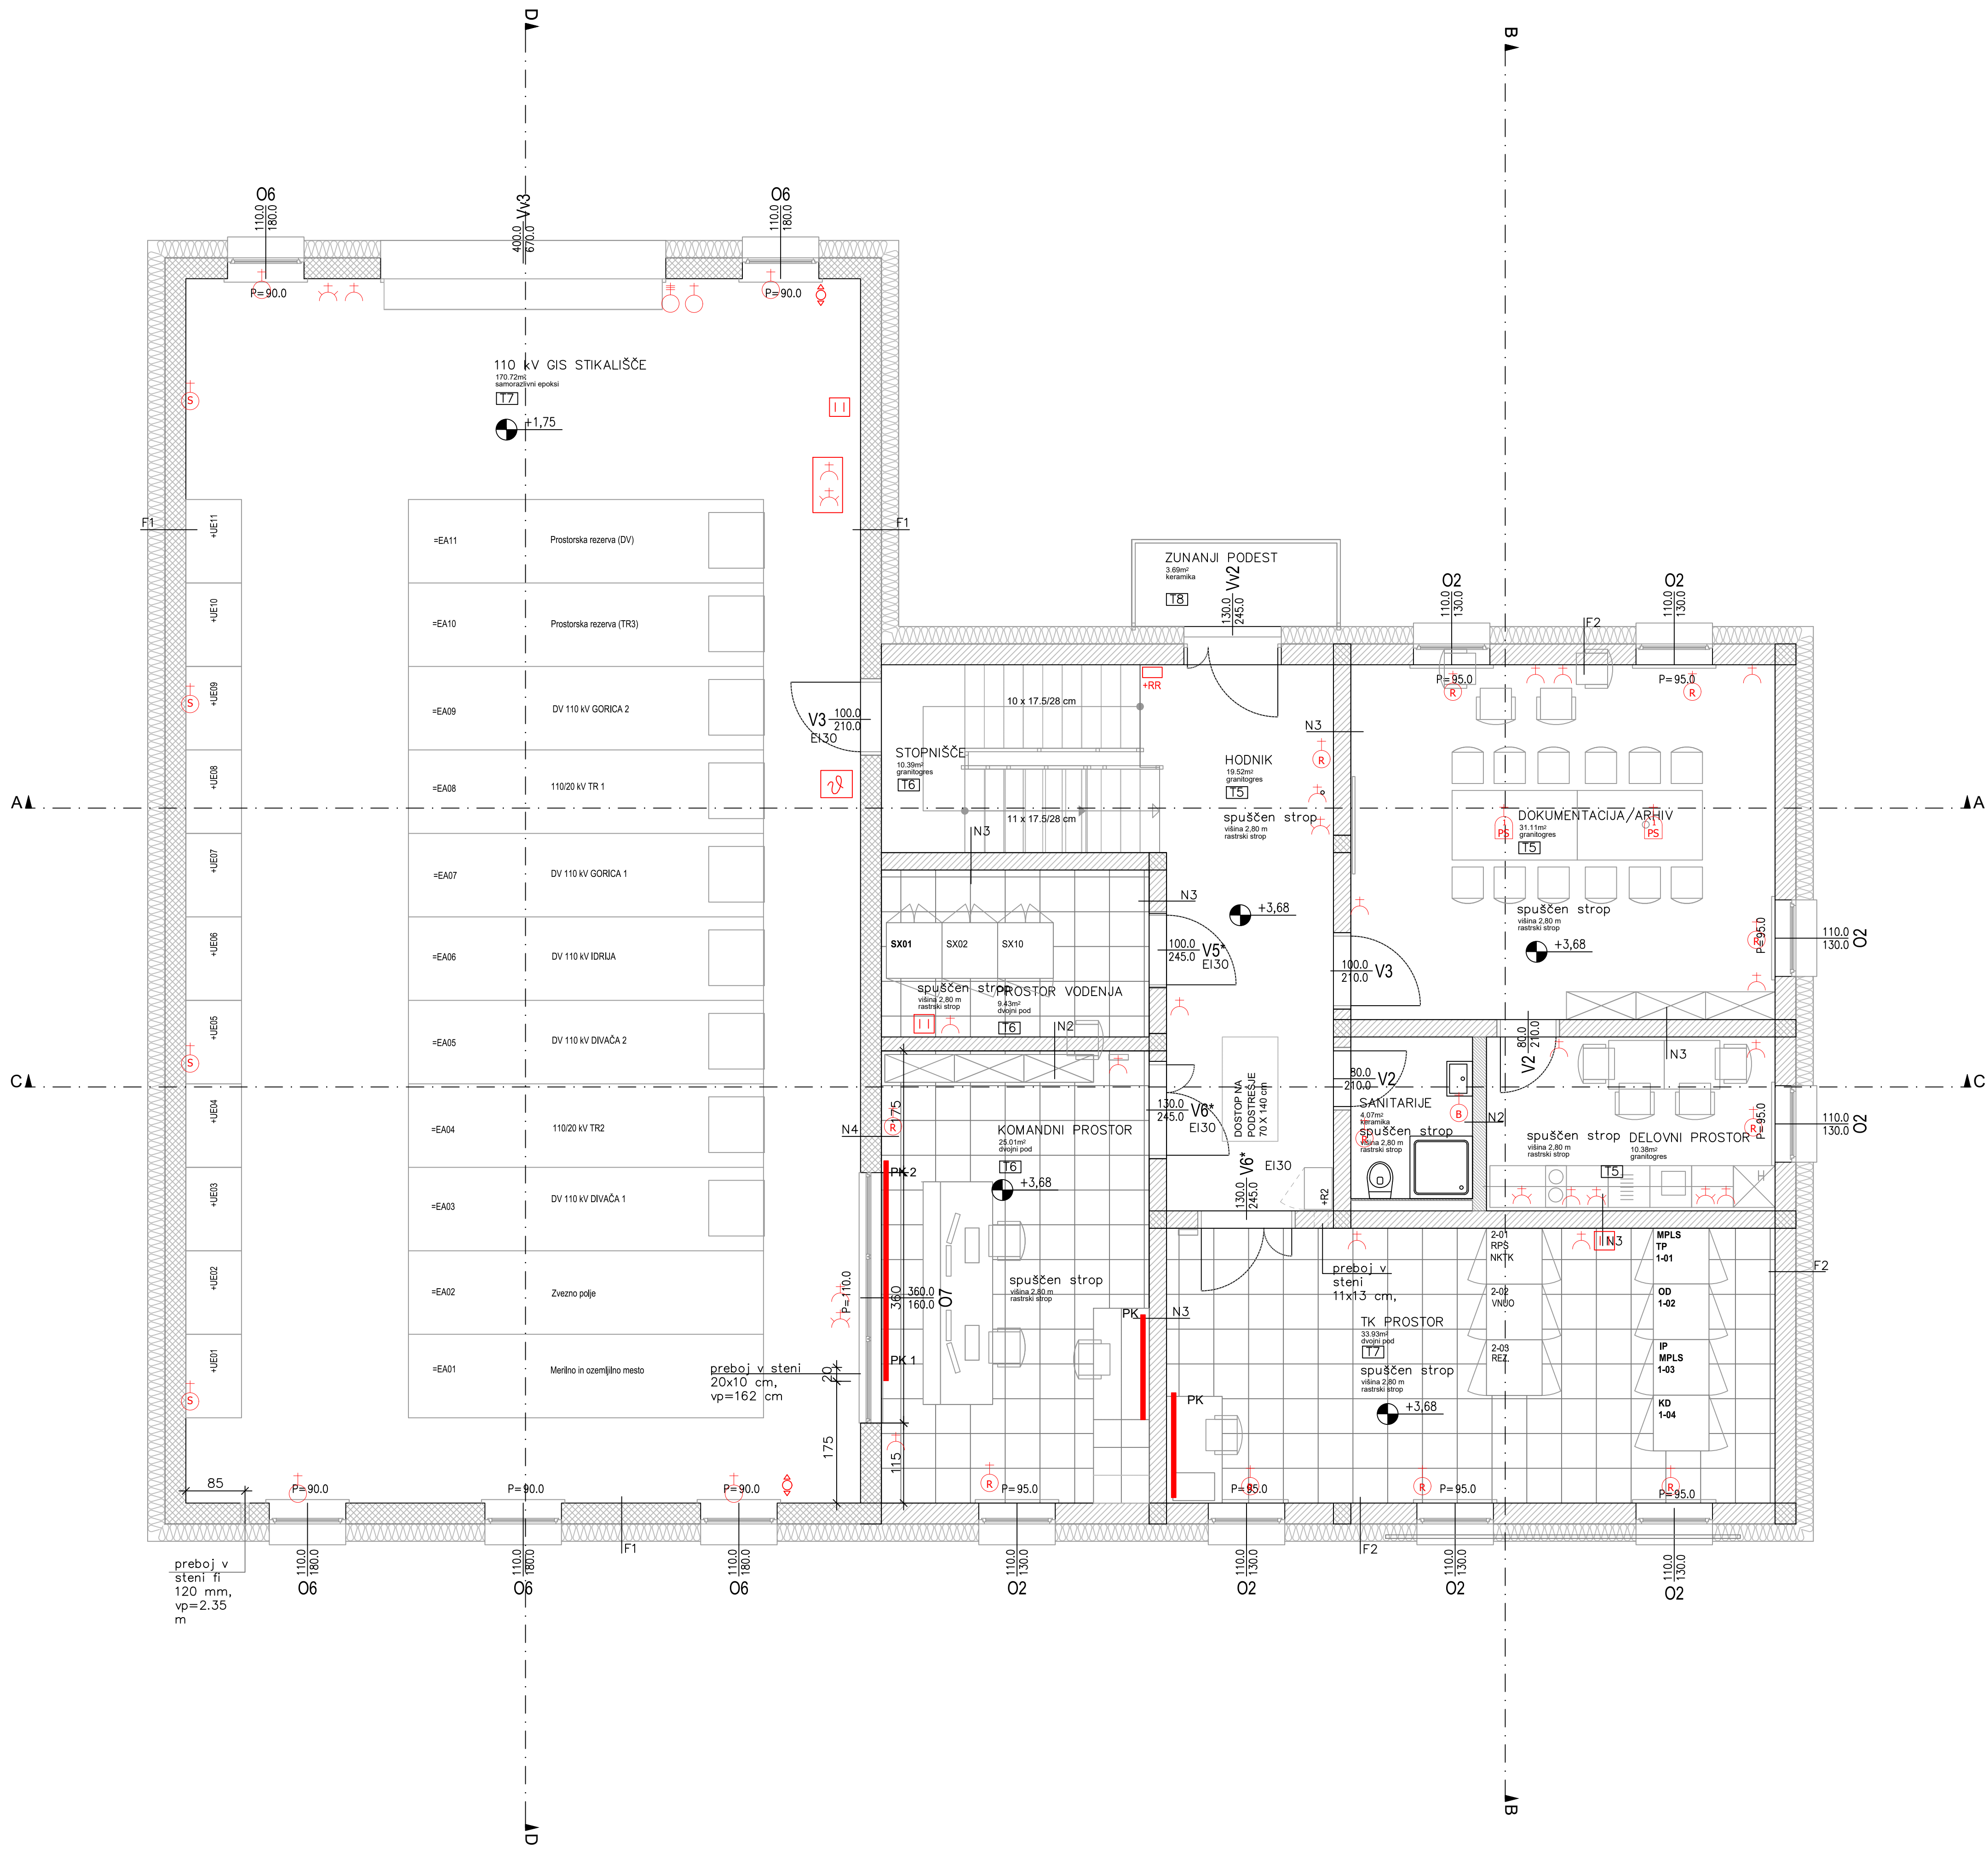 D
B
O6
110.0
180.0
400.0
670.0
Vv3
O6
110.0
180.0
P=90.0
P=90.0
110 kV GIS STIKALIŠČE
170.72m²
samorazlivni epoksi
T7
+1,75
S
F1
F1
+UE11
=EA11
Prostorska rezerva (DV)
+UE10
=EA10
Prostorska rezerva (TR3)
+UE09
=EA09
DV 110 kV GORICA 2
S
+UE08
=EA08
110/20 kV TR 1
+UE07
=EA07
DV 110 kV GORICA 1
+UE06
=EA06
DV 110 kV IDRIJA
+UE05
=EA05
DV 110 kV DIVAČA 2
S
+UE04
=EA04
110/20 kV TR2
+UE03
=EA03
DV 110 kV DIVAČA 1
+UE02
=EA02
Zvezno polje
+UE01
=EA01
Merilno in ozemljilno mesto
S
ZUNANJI PODEST
3.69m²
keramika
T8
130.0
245.0
Vv2
O2
110.0
130.0
O2
110.0
130.0
F2
+RR
10 x 17.5/28 cm
P=95.0
P=95.0
R
R
V3
100.0
210.0
EI30
STOPNIŠČE
10.39m²
granitogres
T6
11 x 17.5/28 cm
N3
HODNIK
19.52m²
granitogres
T5
spuščen strop
višina 2,80 m
rastrski strop
N3
R
A
A
DOKUMENTACIJA/ARHIV
31.11m²
granitogres
T5
1
PS
1
PS
spuščen strop
višina 2,80 m
rastrski strop
+3,68
N3
+3,68
SX01
SX02
SX10
100.0
245.0
V5*
EI30
100.0
210.0
V3
P=95.0
R
110.0
130.0
O2
spuščen strop
višina 2,80 m
rastrski strop
PROSTOR VODENJA
9.43m²
dvojni pod
T6
N2
V2
80.0
210.0
N3
C
C
80.0
210.0
V2
SANITARIJE
4.07m²
keramika
spuščen strop
višina 2,80 m
rastrski strop
R
B
N2
spuščen strop
višina 2,80 m
rastrski strop
DELOVNI PROSTOR
10.38m²
granitogres
T5
P=95.0
R
110.0
130.0
O2
H
R
175
N4
KOMANDNI PROSTOR
25.01m²
dvojni pod
T6
+3,68
130.0
245.0
V6*
EI30
DOSTOP NA
PODSTREŠJE
70 X 140 cm
130.0
245.0
V6*
EI30
+R2
PK 2
P=110.0
360
360.0
160.0
O7
spuščen strop
višina 2,80 m
rastrski strop
PK
N3
PK 1
preboj v steni
20x10 cm,
vp=162 cm
20
175
115
preboj v
steni
11x13 cm,
TK PROSTOR
33.93m²
dvojni pod
T7
spuščen strop
višina 2,80 m
rastrski strop
+3,68
PK
2-01
RPS
NKTK
2-02
VNUO
2-03
REZ.
N3
MPLS
TP
1-01
OD
1-02
IP
MPLS
1-03
KD
1-04
F2
85
P=90.0
P=90.0
P=90.0
R
P=95.0
R
P=95.0
R
P=95.0
R
P=95.0
preboj v
steni fi
120 mm,
vp=2.35
m
110.0
180.0
O6
110.0
180.0
O6
F1
110.0
180.0
O6
110.0
130.0
O2
110.0
130.0
O2
F2
110.0
130.0
O2
110.0
130.0
O2
D
B